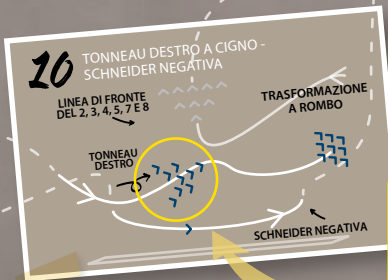 10
TONNEAU DESTRO A CIGNO -
SCHNEIDER NEGATIVA
LINEA DI FRONTE
DEL 2, 3, 4, 5, 7 E 8
TRASFORMAZIONE
A ROMBO
TONNEAU
DESTRO
SCHNEIDER NEGATIVA